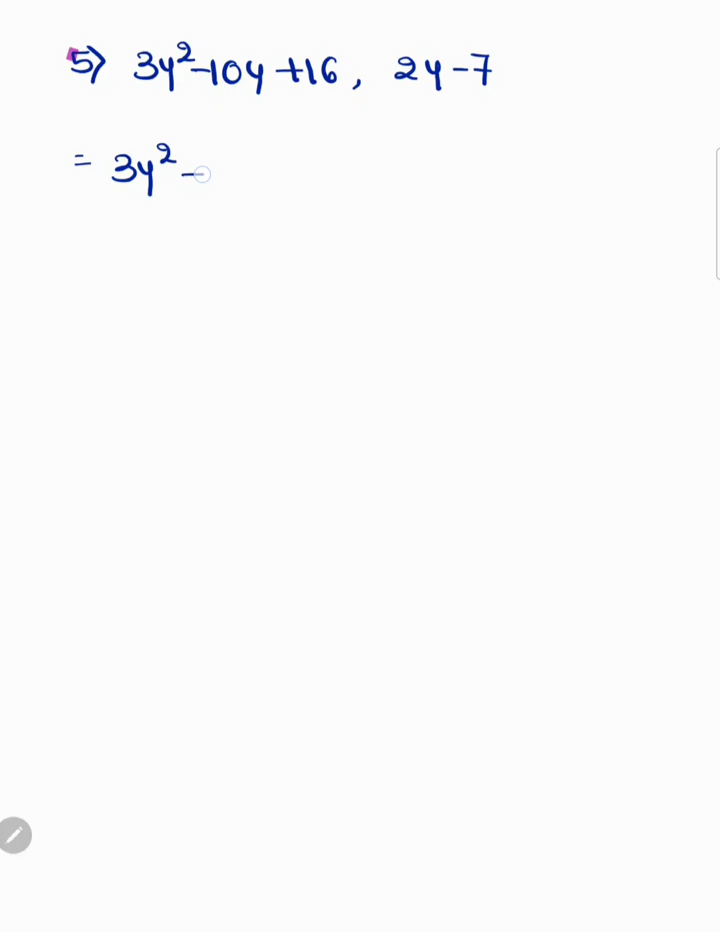 5) 3y²-10y+16, 2y-7
= 3y² -